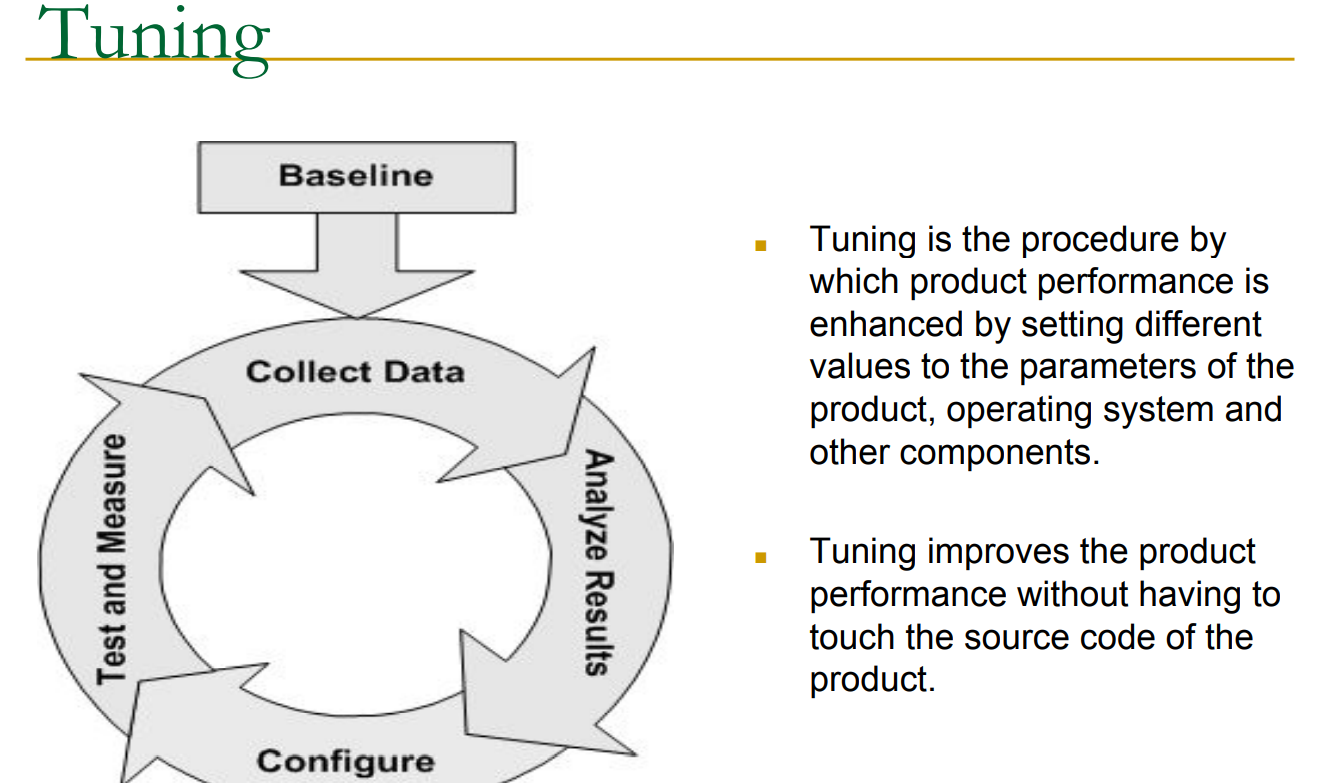 Tuning
Baseline
Collect Data
Analyze Results
Configure
Test and Measure
Tuning is the procedure by
which product performance is
enhanced by setting different
values to the parameters of the
product, operating system and
other components.
Tuning improves the product
performance without having to
touch the source code of the
product.